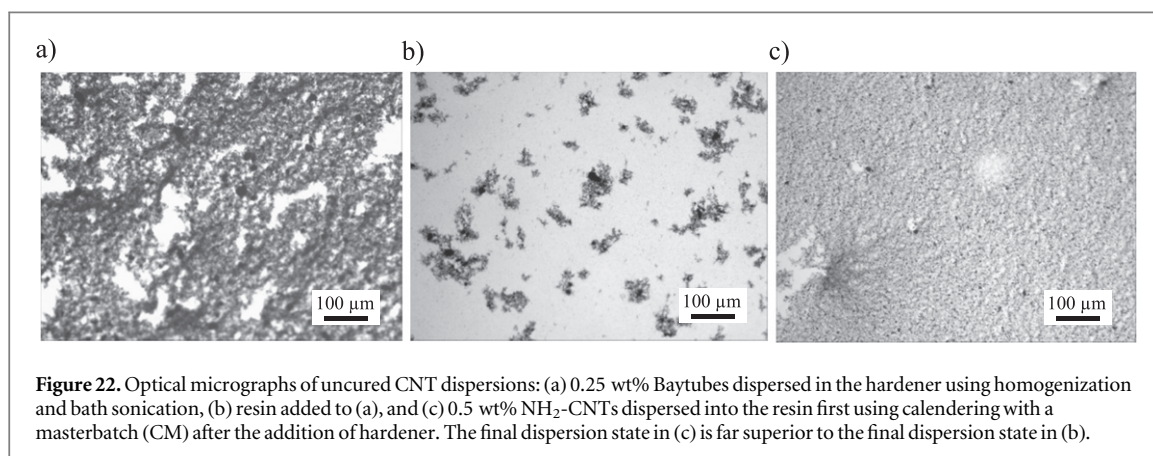 a)
b)
c)
100 µm
100 µm
100 µm
Figure 22. Optical micrographs of uncured CNT dispersions: (a) 0.25 wt% Baytubes dispersed in the hardener using homogenization
and bath sonication, (b) resin added to (a), and (c) 0.5 wt% NH₂-CNTs dispersed into the resin first using calendering with a
masterbatch (CM) after the addition of hardener. The final dispersion state in (c) is far superior to the final dispersion state in (b).